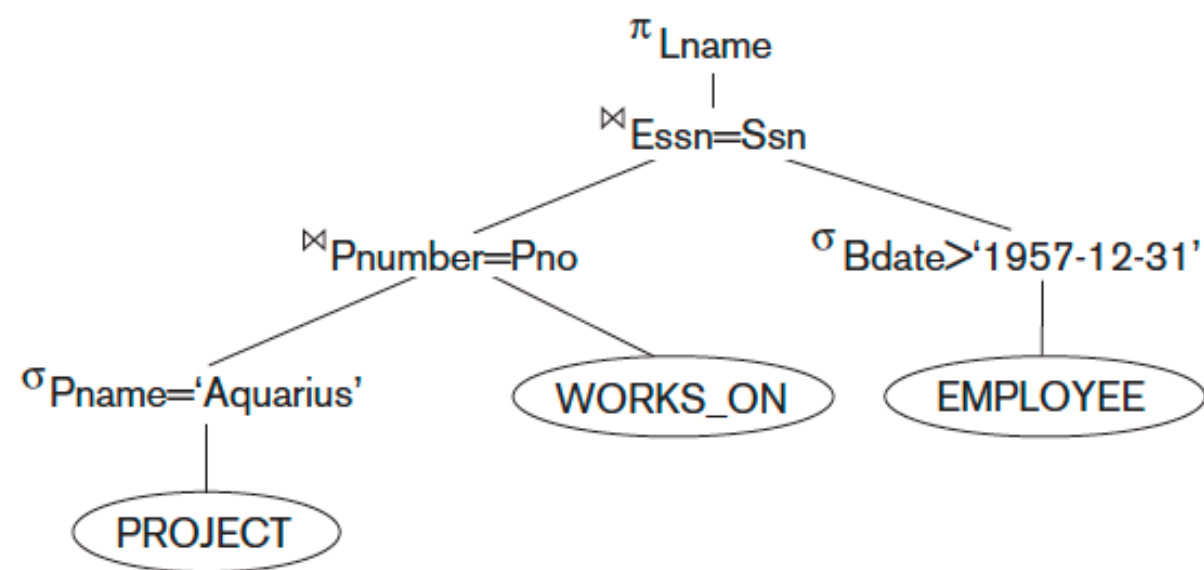 π Lname
⋈ Essn=Ssn
⋈ Pnumber=Pno
σ Bdate>‘1957-12-31’
σ Pname=‘Aquarius’
WORKS_ON
EMPLOYEE
PROJECT